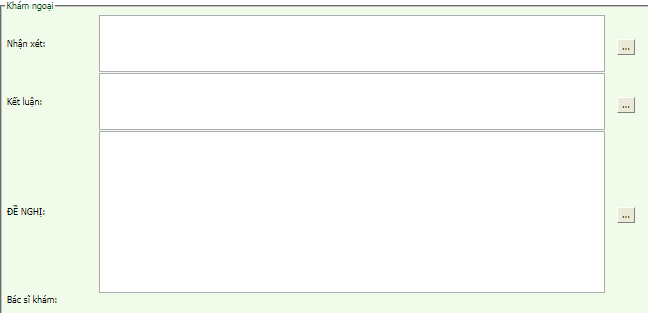 Khám ngoại
Nhận xét:
...
Kết luận:
...
ĐỀ NGHỊ:
...
Bác sĩ khám: